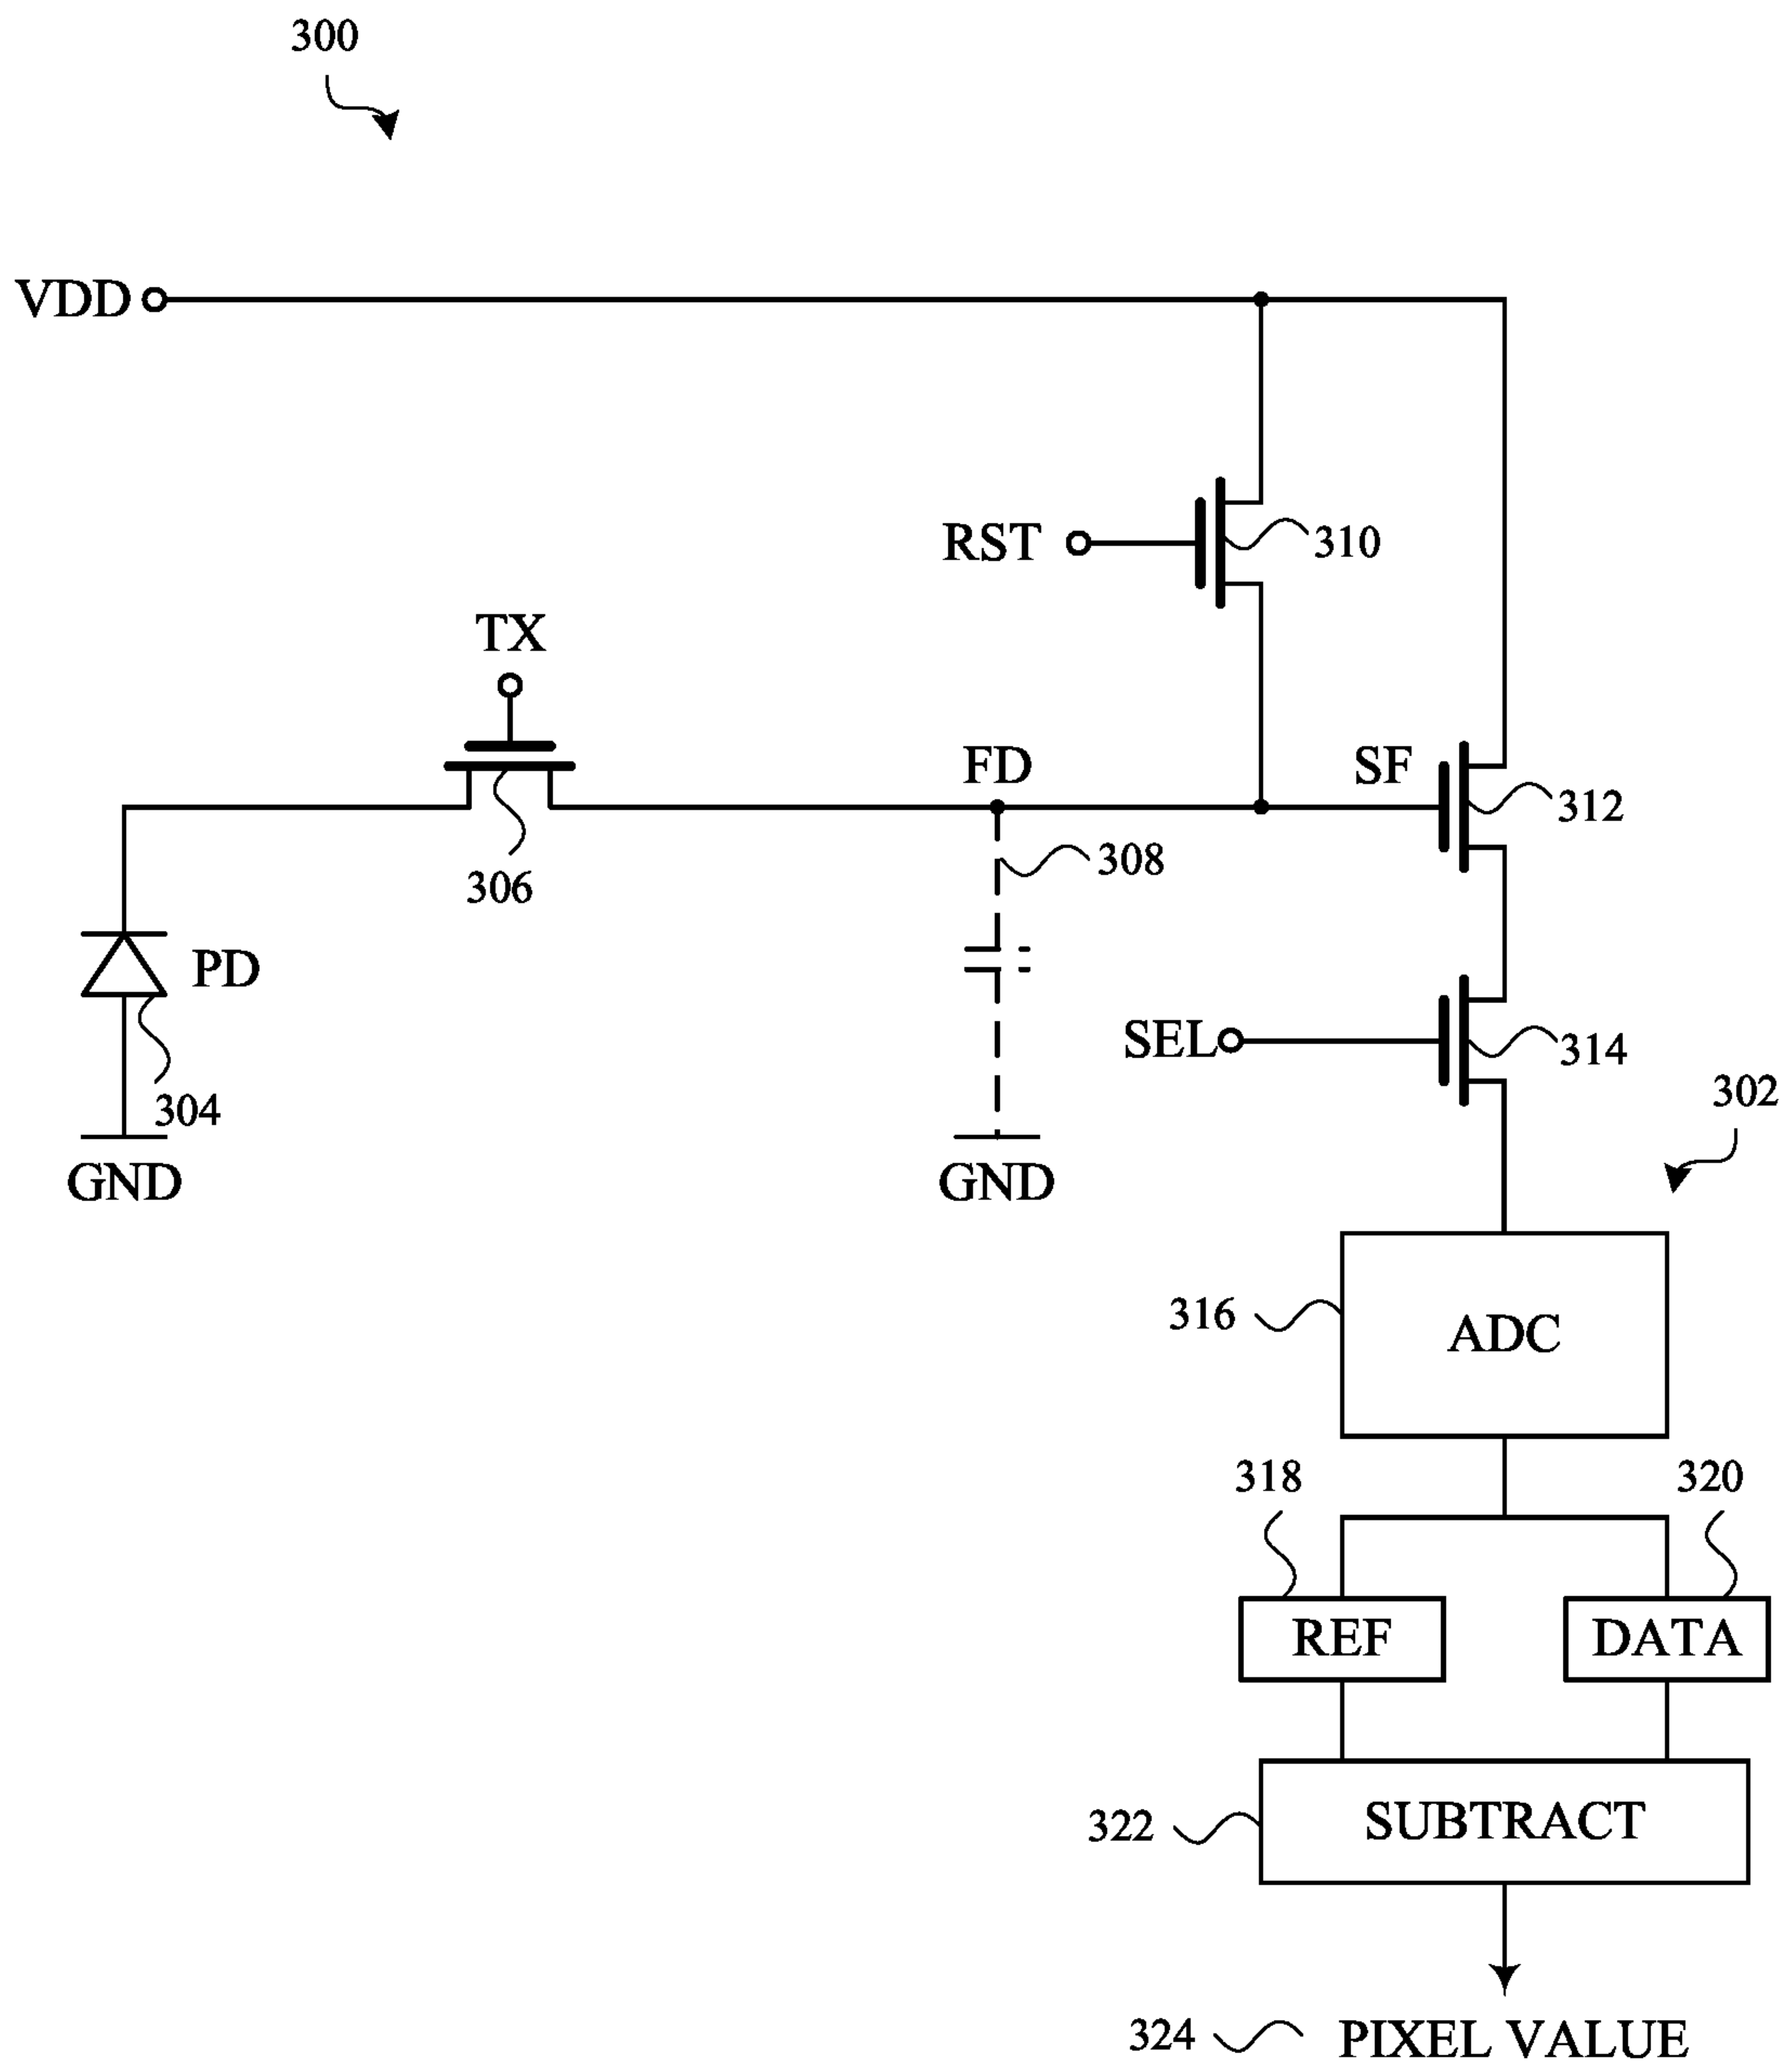 300
VDD
RST
310
TX
FD
SF
312
308
306
PD
SEL
314
302
304
GND
GND
316
ADC
318
320
REF
DATA
322
SUBTRACT
324
PIXEL VALUE